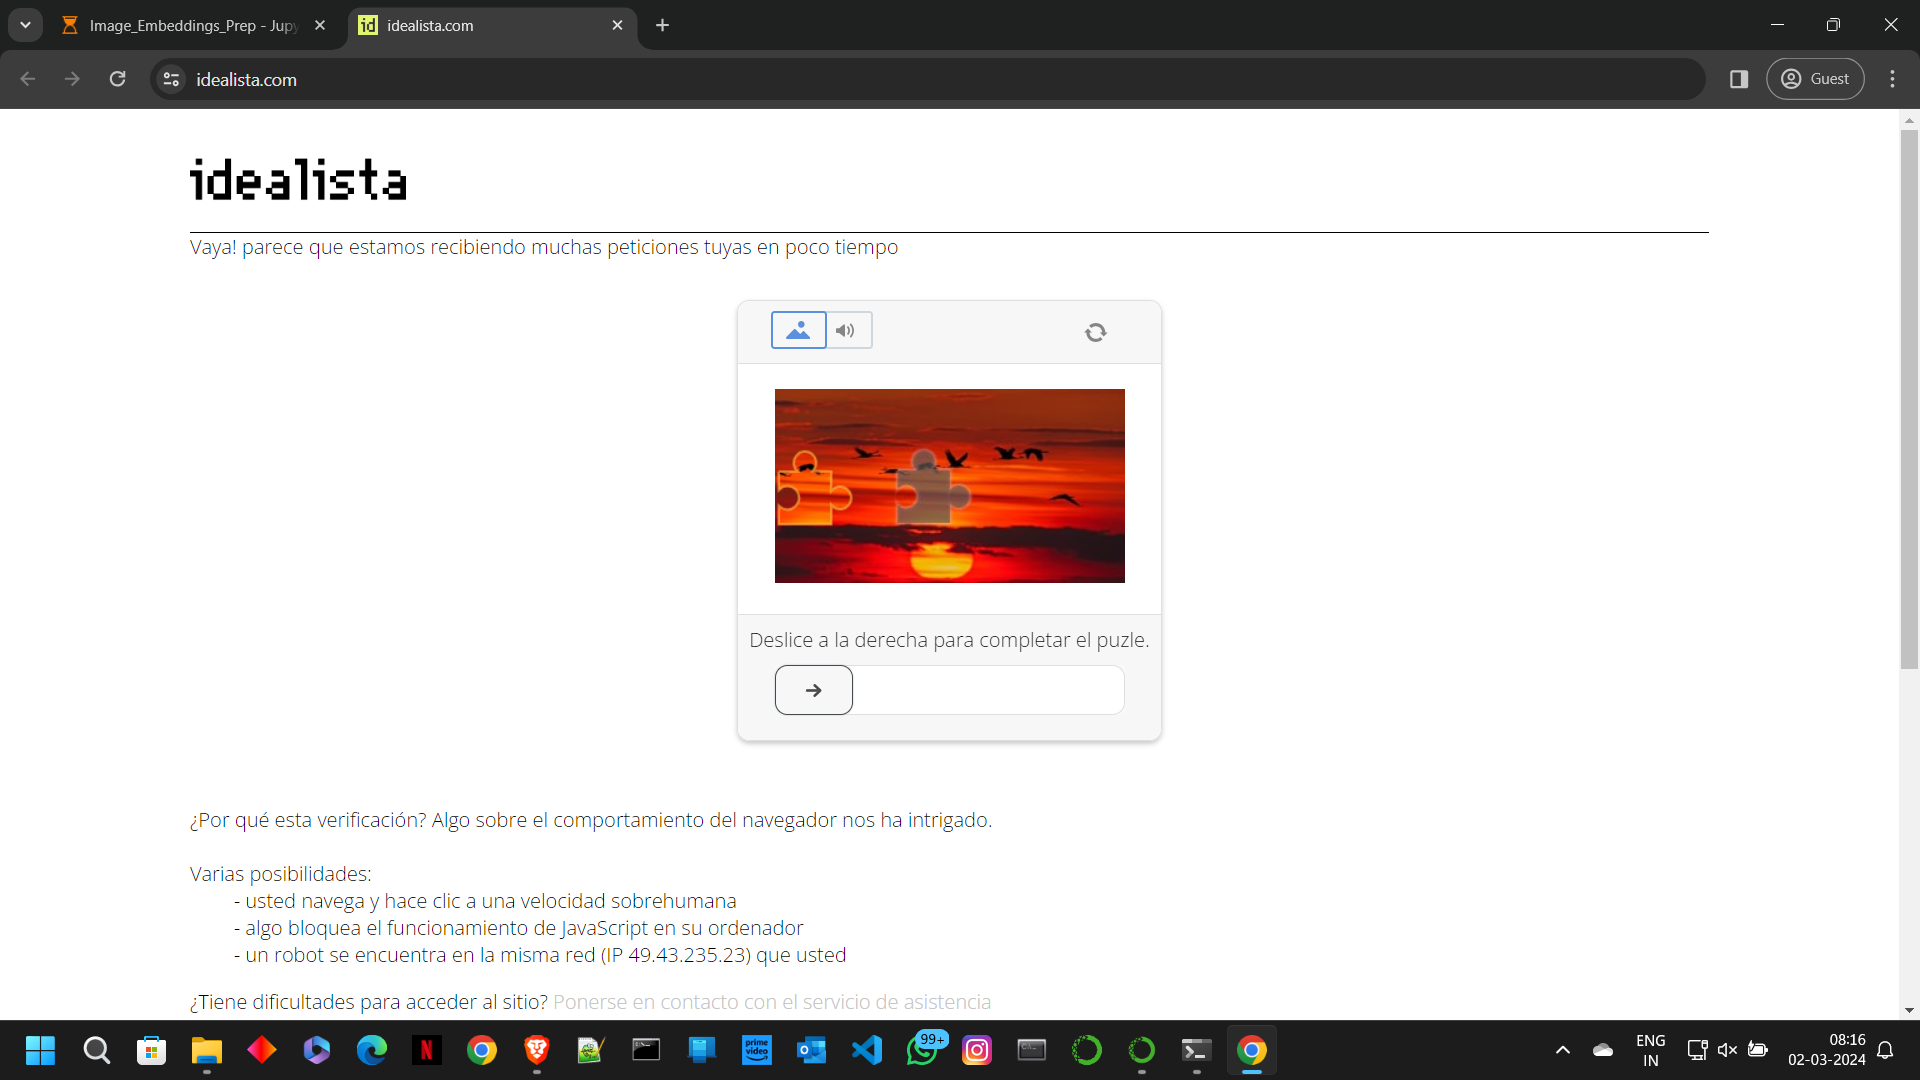 Image_Embeddings_Prep - Jup
idealista.com
idealista.com
Guest
idealista
Vaya! parece que estamos recibiendo muchas peticiones tuyas en poco tiempo
Deslice a la derecha para completar el puzle.
¿Por qué esta verificación? Algo sobre el comportamiento del navegador nos ha intrigado.
Varias posibilidades:
- usted navega y hace clic a una velocidad sobrehumana
- algo bloquea el funcionamiento de JavaScript en su ordenador
- un robot se encuentra en la misma red (IP 49.43.235.23) que usted
¿Tiene dificultades para acceder al sitio? Ponerse en contacto con el servicio de asistencia
prime video
99+
ENG
IN
08:16
02-03-2024